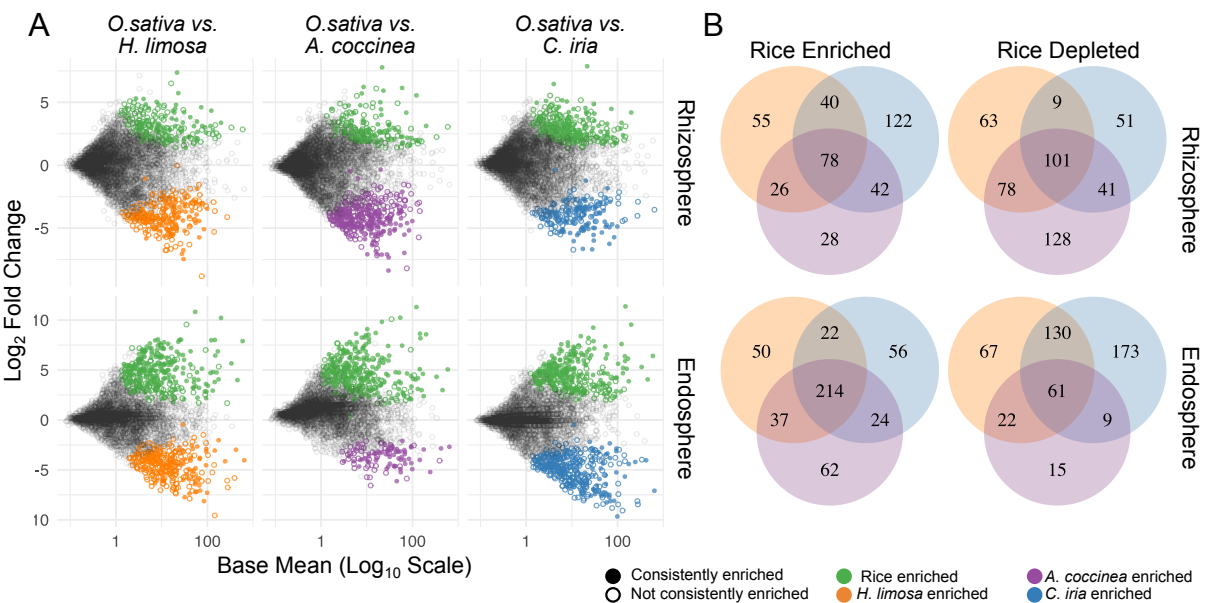 A
O.sativa vs.
H. limosa
O.sativa vs.
A. coccinea
O.sativa vs.
C. iria
5
0
-5
Rhizosphere
10
5
0
-5
10
Endosphere
Log2 Fold Change
1
100
1
100
1
100
Base Mean (Log10 Scale)
B
Rice Enriched
Rice Depleted
40
55
122
78
26
42
28
9
63
51
101
78
41
128
Rhizosphere
22
50
56
214
37
24
62
130
67
173
61
22
9
15
Endosphere
Consistently enriched
Not consistently enriched
Rice enriched
H. limosa enriched
A. coccinea enriched
C. iria enriched